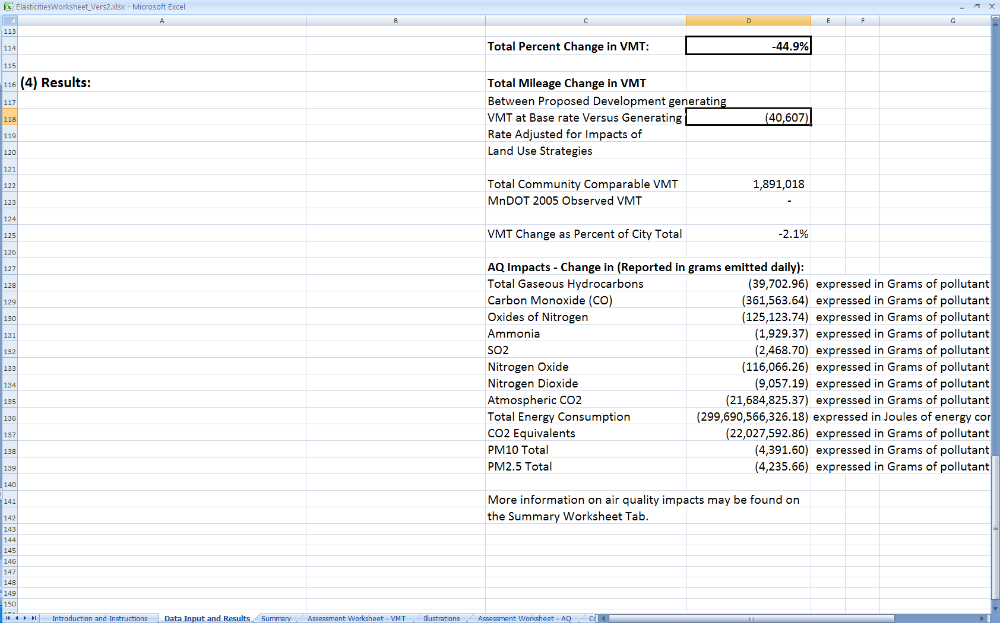 ElasticitiesWorksheet_Vers2.xlsx - Microsoft Excel
A B C D E F G
113
114 Total Percent Change in VMT: -44.9%
115
116 (4) Results: Total Mileage Change in VMT
117 Between Proposed Development generating
118 VMT at Base rate Versus Generating (40,607)
119 Rate Adjusted for Impacts of
120 Land Use Strategies
121
122 Total Community Comparable VMT 1,891,018
123 MnDOT 2005 Observed VMT -
124
125 VMT Change as Percent of City Total -2.1%
126
127 AQ Impacts - Change in (Reported in grams emitted daily):
128 Total Gaseous Hydrocarbons (39,702.96) expressed in Grams of pollutant
129 Carbon Monoxide (CO) (361,563.64) expressed in Grams of pollutant
130 Oxides of Nitrogen (125,123.74) expressed in Grams of pollutant
131 Ammonia (1,929.37) expressed in Grams of pollutant
132 SO2 (2,468.70) expressed in Grams of pollutant
133 Nitrogen Oxide (116,066.26) expressed in Grams of pollutant
134 Nitrogen Dioxide (9,057.19) expressed in Grams of pollutant
135 Atmospheric CO2 (21,684,825.37) expressed in Grams of pollutant
136 Total Energy Consumption (299,690,566,326.18) expressed in Joules of energy cor
137 CO2 Equivalents (22,027,592.86) expressed in Grams of pollutant
138 PM10 Total (4,391.60) expressed in Grams of pollutant
139 PM2.5 Total (4,235.66) expressed in Grams of pollutant
140
141 More information on air quality impacts may be found on
142 the Summary Worksheet Tab.
143
144
145
146
147
148
149
150
Introduction and Instructions Data Input and Results Summary Assessment Worksheet - VMT Illustrations Assessment Worksheet - AQ